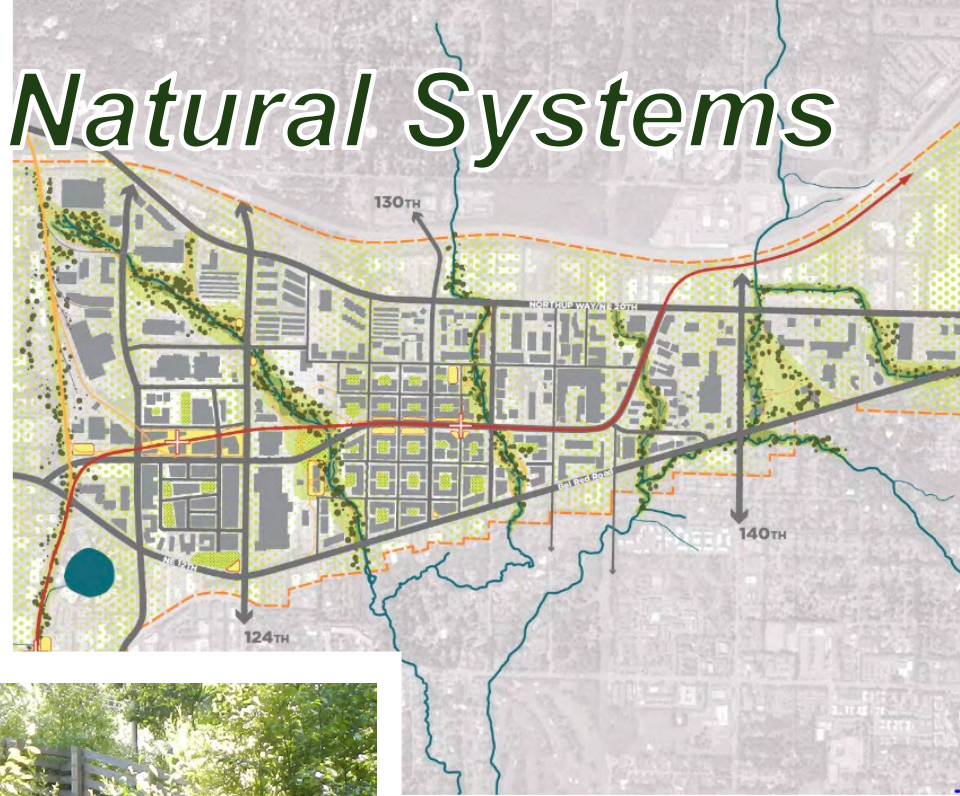 Natural Systems
130TH
NORTHUP WAY/NE 20TH
Bel Red Road
140TH
NE 12TH
124TH